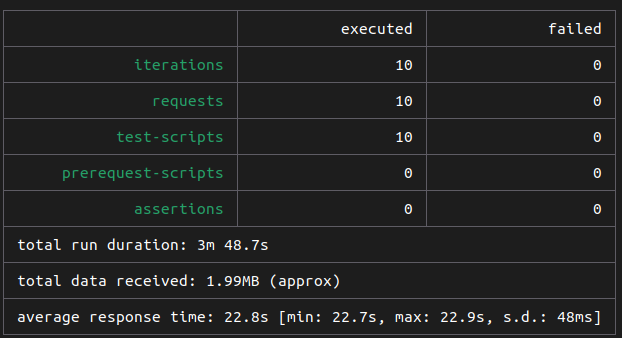 executed failed
iterations 10 0
requests 10 0
test-scripts 10 0
prerequest-scripts 0 0
assertions 0 0
total run duration: 3m 48.7s
total data received: 1.99MB (approx)
average response time: 22.8s [min: 22.7s, max: 22.9s, s.d.: 48ms]